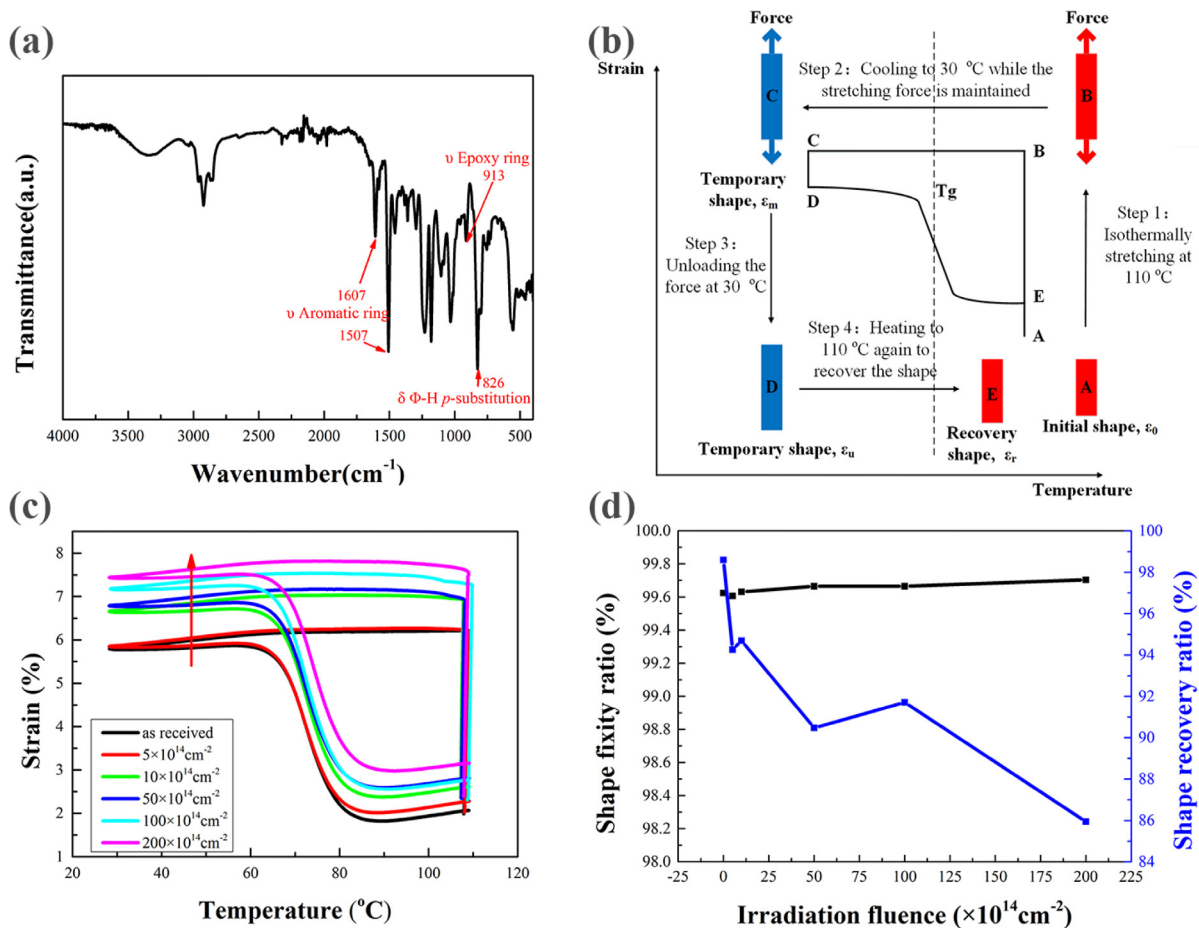 (a)
Transmittance(a.u.)
υ Epoxy ring
913
1607
υ Aromatic ring
1507
826
δ Φ-H p-substitution
4000 3500 3000 2500 2000 1500 1000 500
Wavenumber(cm⁻¹)
(b)
Force
Force
Strain
Step 2：Cooling to 30 °C while the
stretching force is maintained
C
B
C
B
Temporary
shape, εm
D
Tg
Step 1：
Isothermally
stretching at
110 °C
Step 3：
Unloading the
force at 30 °C
E
A
Step 4：Heating to
110 °C again to
recover the shape
D
E
A
Temporary shape, εu
Recovery
shape, εr
Initial shape, ε0
Temperature
(c)
Strain (%)
8
7
6
5
4
3
2
1
as received
5×10¹⁴cm⁻²
10×10¹⁴cm⁻²
50×10¹⁴cm⁻²
100×10¹⁴cm⁻²
200×10¹⁴cm⁻²
20 40 60 80 100 120
Temperature (°C)
(d)
Shape fixity ratio (%)
100.0
99.8
99.6
99.4
99.2
99.0
98.8
98.6
98.4
98.2
98.0
Shape recovery ratio (%)
100
98
96
94
92
90
88
86
84
-25 0 25 50 75 100 125 150 175 200 225
Irradiation fluence (×10¹⁴cm⁻²)